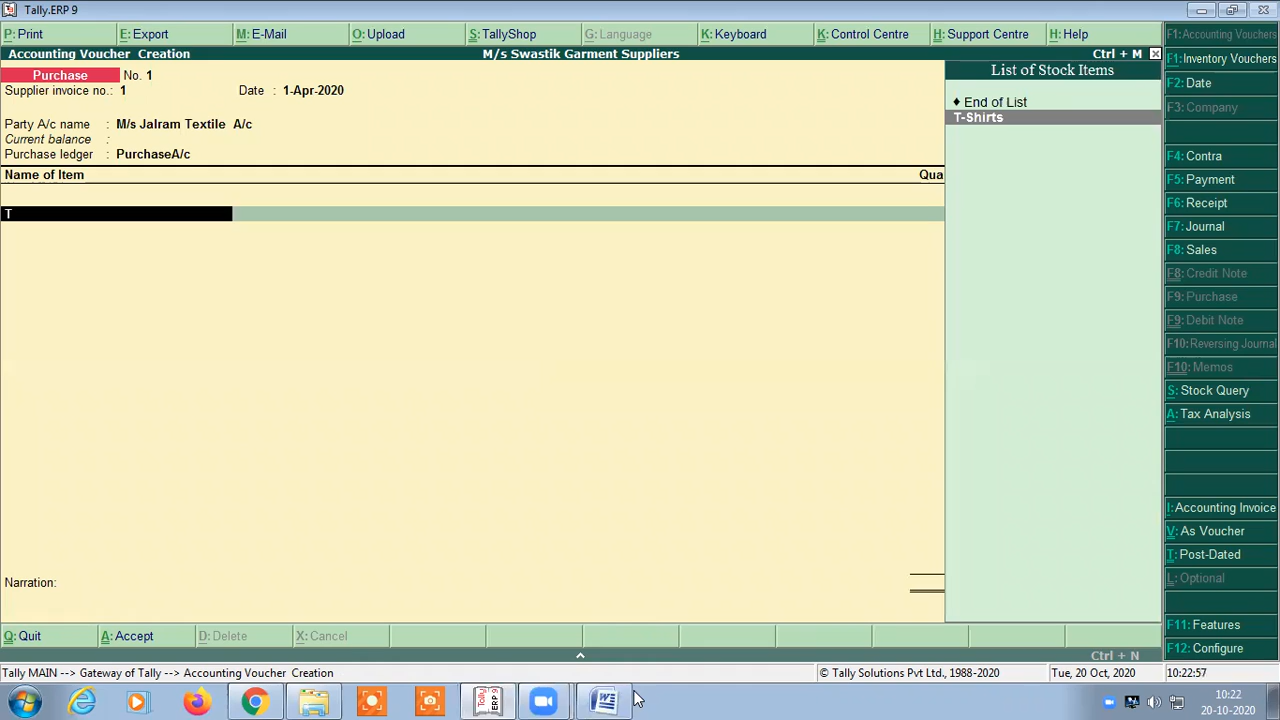 Tally.ERP 9
P: Print E: Export M: E-Mail O: Upload S: TallyShop G: Language K: Keyboard K: Control Centre H: Support Centre H: Help
F1: Accounting Vouchers
Accounting Voucher Creation M/s Swastik Garment Suppliers Ctrl + M
F1: Inventory Vouchers
Purchase No. 1 List of Stock Items
F2: Date
Supplier invoice no.: 1 Date : 1-Apr-2020
♦ End of List
F3: Company
T-Shirts
Party A/c name : M/s Jalram Textile A/c
Current balance :
Purchase ledger : PurchaseA/c
F4: Contra
Name of Item Qua
F5: Payment
F6: Receipt
T
F7: Journal
F8: Sales
F8: Credit Note
F9: Purchase
F9: Debit Note
F10: Reversing Journal
F10: Memos
S: Stock Query
A: Tax Analysis
I: Accounting Invoice
V: As Voucher
T: Post-Dated
Narration:
L: Optional
F11: Features
Q: Quit A: Accept D: Delete X: Cancel
F12: Configure
Ctrl + N
Tally MAIN --> Gateway of Tally --> Accounting Voucher Creation © Tally Solutions Pvt Ltd., 1988-2020 Tue, 20 Oct, 2020 10:22:57
Tally ERP 9
10:22
20-10-2020